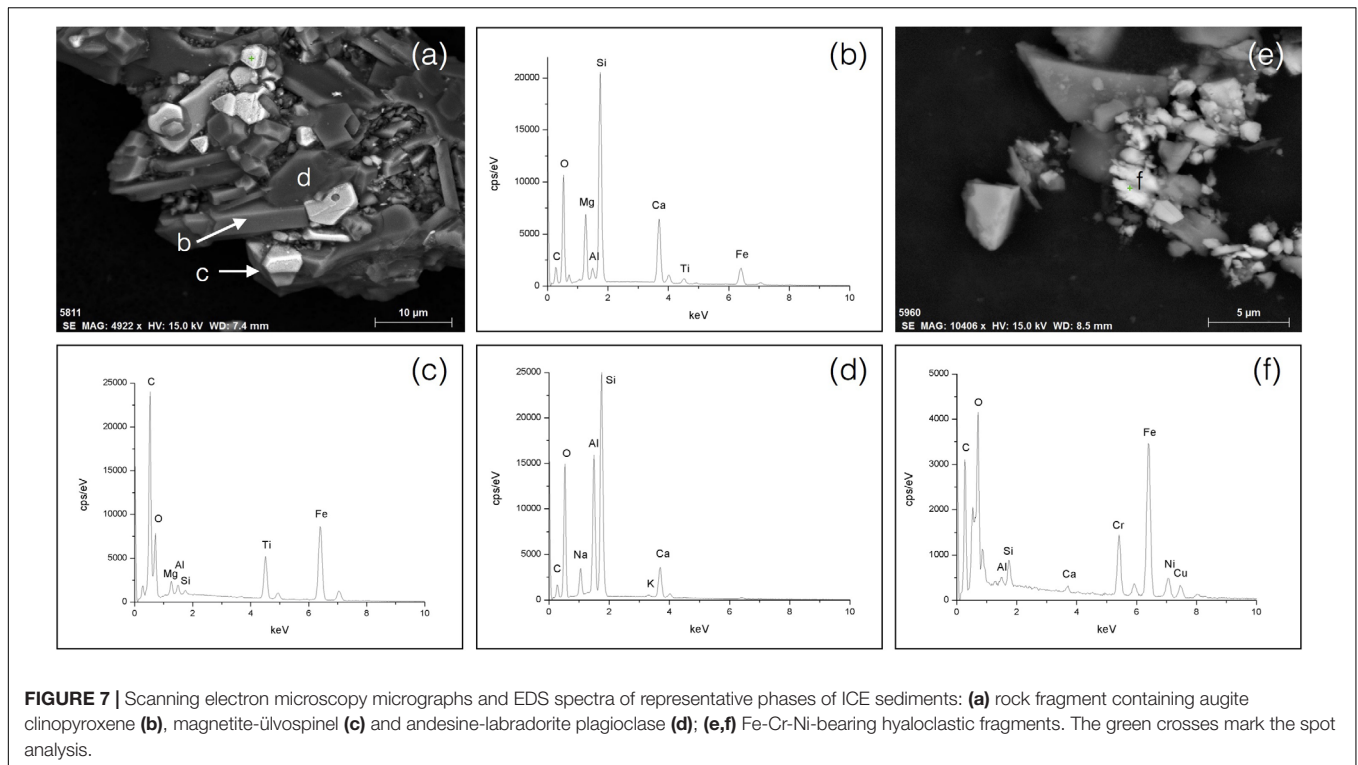 (a)
d
b
c
5811
SE MAG: 4922 x HV: 15.0 kV WD: 7.4 mm
10 µm
(b)
cps/eV
20000
15000
10000
5000
0
C
O
Mg
Al
Si
Ca
Ti
Fe
0 2 4 6 8 10
keV
(e)
f
5960
SE MAG: 10406 x HV: 15.0 kV WD: 8.5 mm
5 µm
(c)
cps/eV
25000
20000
15000
10000
5000
0
C
O
Mg
Al
Si
Ti
Fe
0 2 4 6 8 10
keV
(d)
cps/eV
25000
20000
15000
10000
5000
0
C
O
Na
Al
Si
K
Ca
0 2 4 6 8 10
keV
(f)
cps/eV
5000
4000
3000
2000
1000
0
C
O
Al
Si
Ca
Cr
Fe
Ni
Cu
0 2 4 6 8 10
keV
FIGURE 7 | Scanning electron microscopy micrographs and EDS spectra of representative phases of ICE sediments: (a) rock fragment containing augite
clinopyroxene (b), magnetite-ülvospinel (c) and andesine-labradorite plagioclase (d); (e,f) Fe-Cr-Ni-bearing hyaloclastic fragments. The green crosses mark the spot
analysis.